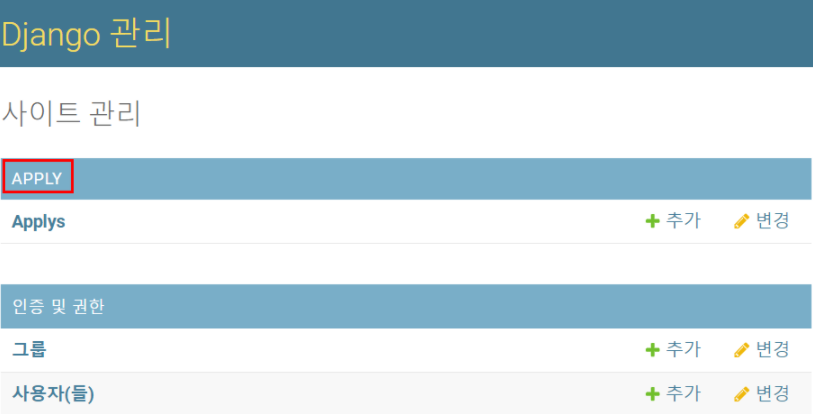 Django 관리
사이트 관리
APPLY
Applys 추가 변경
인증 및 권한
그룹 추가 변경
사용자(들) 추가 변경